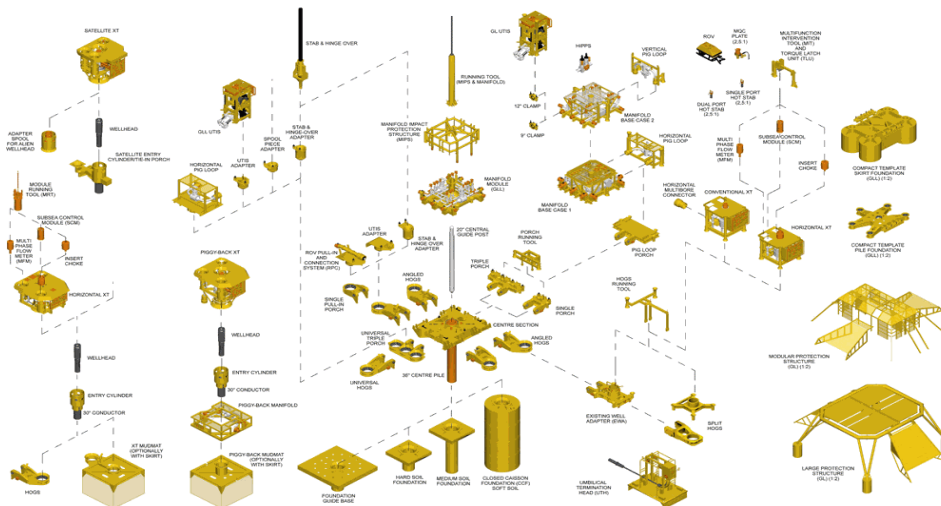 SATELLITE XT
STAB & HINGE OVER
GL UTIS
HIPPS
VERTICAL
PIG LOOP
ROV
MQC
PLATE
(2,5:1)
MULTIFUNCTION
INTERVENTION
TOOL (MIT)
AND
TORQUE LATCH
UNIT (TLU)
RUNNING TOOL
(MIPS & MANIFOLD)
12" CLAMP
9" CLAMP
MANIFOLD
BASE CASE 2
DUAL PORT
HOT STAB
(2,5:1)
SINGLE PORT
HOT STAB
(2,5:1)
ADAPTER
SPOOL
FOR ALIEN
WELLHEAD
WELLHEAD
GLL UTIS
STAB &
HINGE-OVER
ADAPTER
SPOOL
PIECE
ADAPTER
MANIFOLD IMPACT
PROTECTION
STRUCTURE (MIPS)
HORIZONTAL
PIG LOOP
MULTI
PHASE
FLOW
METER
(MFM)
SUBSEA CONTROL
MODULE (SCM)
INSERT
CHOKE
COMPACT TEMPLATE
SKIRT FOUNDATION
(GLL) (1:2)
SATELLITE ENTRY
CYLINDER/TIE-IN PORCH
HORIZONTAL
PIG LOOP
UTIS
ADAPTER
MANIFOLD
MODULE
(GLL)
MODULE
RUNNING
TOOL (MRT)
SUBSEA CONTROL
MODULE (SCM)
MANIFOLD
BASE CASE 1
HORIZONTAL
MULTIBORE
CONNECTOR
CONVENTIONAL XT
HORIZONTAL XT
MULTI
PHASE
FLOW
METER
(MFM)
INSERT
CHOKE
PIGGY-BACK XT
ROV PULL-IN
AND
CONNECTION
SYSTEM (RPC)
UTIS
ADAPTER
STAB &
HINGE OVER
ADAPTER
20" CENTRAL
GUIDE POST
PORCH
RUNNING
TOOL
PIG LOOP
PORCH
COMPACT TEMPLATE
PILE FOUNDATION
(GLL) (1:2)
HORIZONTAL XT
SINGLE
PULL-IN
PORCH
ANGLED
HOGS
TRIPLE
PORCH
SINGLE
PORCH
HOGS
RUNNING
TOOL
WELLHEAD
WELLHEAD
UNIVERSAL
TRIPLE
PORCH
CENTRE SECTION
ANGLED
HOGS
MODULAR PROTECTION
STRUCTURE
(GL) (1:2)
ENTRY CYLINDER
30" CONDUCTOR
ENTRY CYLINDER
30" CONDUCTOR
UNIVERSAL
HOGS
30" CENTRE PILE
PIGGY-BACK MANIFOLD
EXISTING WELL
ADAPTER (EWA)
SPLIT
HOGS
XT MUDMAT
(OPTIONALLY
WITH SKIRT)
PIGGY-BACK MUDMAT
(OPTIONALLY
WITH SKIRT)
HOGS
FOUNDATION
GUIDE BASE
HARD SOIL
FOUNDATION
MEDIUM SOIL
FOUNDATION
CLOSED CAISSON
FOUNDATION (CCF)
SOFT SOIL
UMBILICAL
TERMINATION
HEAD (UTH)
LARGE PROTECTION
STRUCTURE
(GL) (1:2)